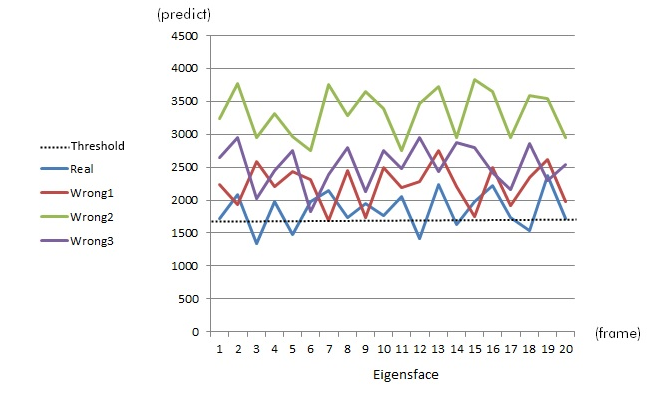 (predict)
4500
4000
3500
3000
2500
2000
1500
1000
500
0
Threshold
Real
Wrong1
Wrong2
Wrong3
1 2 3 4 5 6 7 8 9 10 11 12 13 14 15 16 17 18 19 20
(frame)
Eigensface